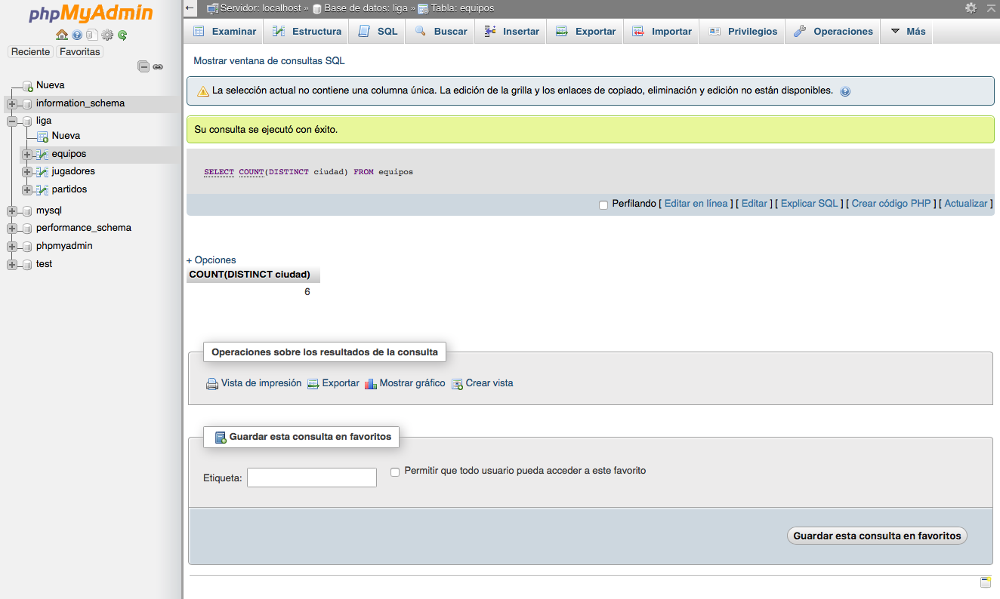 phpMyAdmin
Reciente Favoritas
Nueva
information_schema
liga
Nueva
equipos
jugadores
partidos
mysql
performance_schema
phpmyadmin
test
Servidor: localhost » Base de datos: liga » Tabla: equipos
Examinar Estructura SQL Buscar Insertar Exportar Importar Privilegios Operaciones Más
Mostrar ventana de consultas SQL
La selección actual no contiene una columna única. La edición de la grilla y los enlaces de copiado, eliminación y edición no están disponibles.
Su consulta se ejecutó con éxito.
SELECT COUNT(DISTINCT ciudad) FROM equipos
Perfilando [ Editar en línea ] [ Editar ] [ Explicar SQL ] [ Crear código PHP ] [ Actualizar ]
+ Opciones
COUNT(DISTINCT ciudad)
6
Operaciones sobre los resultados de la consulta
Vista de impresión Exportar Mostrar gráfico Crear vista
Guardar esta consulta en favoritos
Etiqueta: Permitir que todo usuario pueda acceder a este favorito
Guardar esta consulta en favoritos